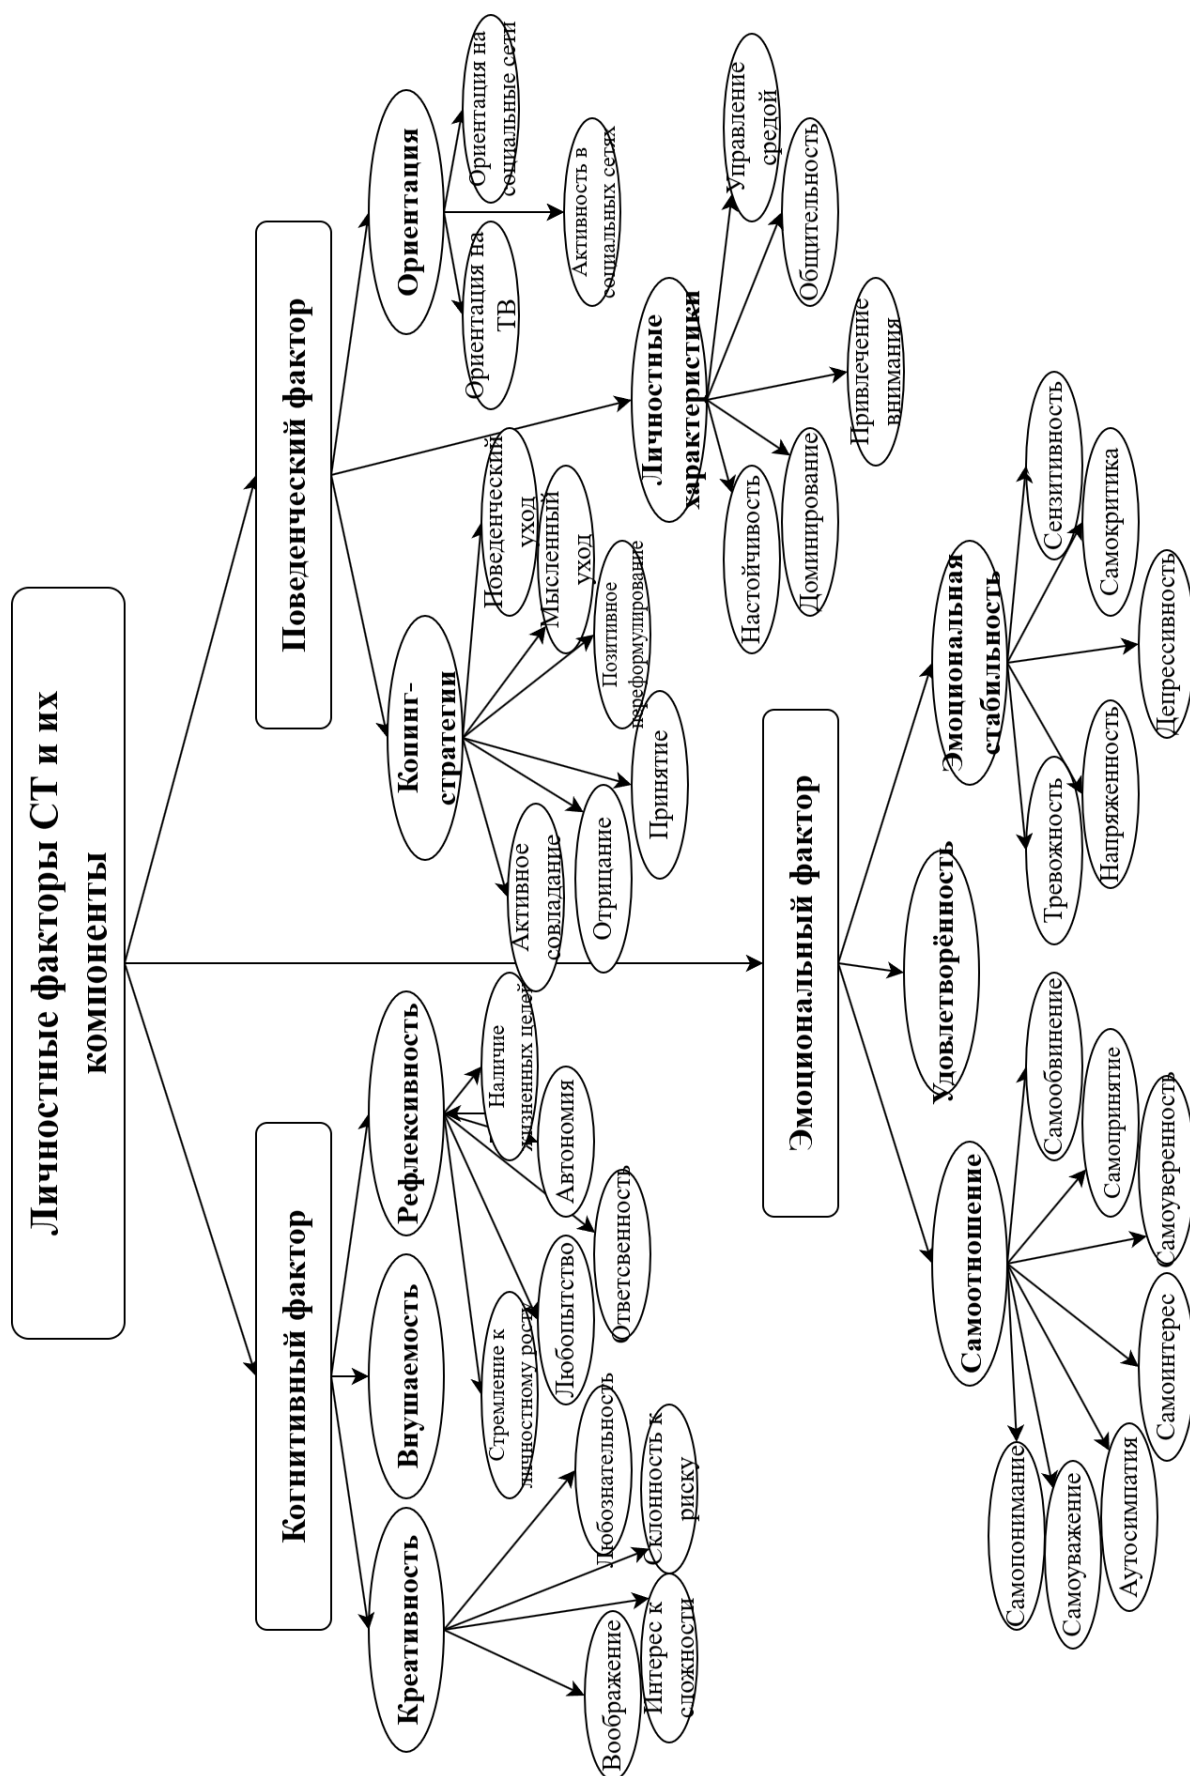 Личностные факторы СТ и их
компоненты
Когнитивный фактор
Поведенческий фактор
Креативность
Внушаемость
Рефлексивность
Копинг-
стратегии
Ориентация
Воображение
Интерес к
сложности
Склонность к
риску
Любознательность
Стремление к
личностному росту
Любопытство
Ответсвенность
Автономия
Наличие
жизненных целей
Активное
совладание
Отрицание
Принятие
Позитивное
переформулирование
Мысленный
уход
Поведенческий
уход
Ориентация на
ТВ
Активность в
социальных сетях
Ориентация на
социальные сети
Личностные
характеристики
Настойчивость
Доминирование
Привлечение
внимания
Общительность
Управление
средой
Эмоциональный фактор
Самоотношение
Удовлетворённость
Эмоциональная
стабильность
Самопонимание
Самоуважение
Аутосимпатия
Самоинтерес
Самоуверенность
Самопринятие
Самообвинение
Тревожность
Напряженность
Депрессивность
Самокритика
Сензитивность